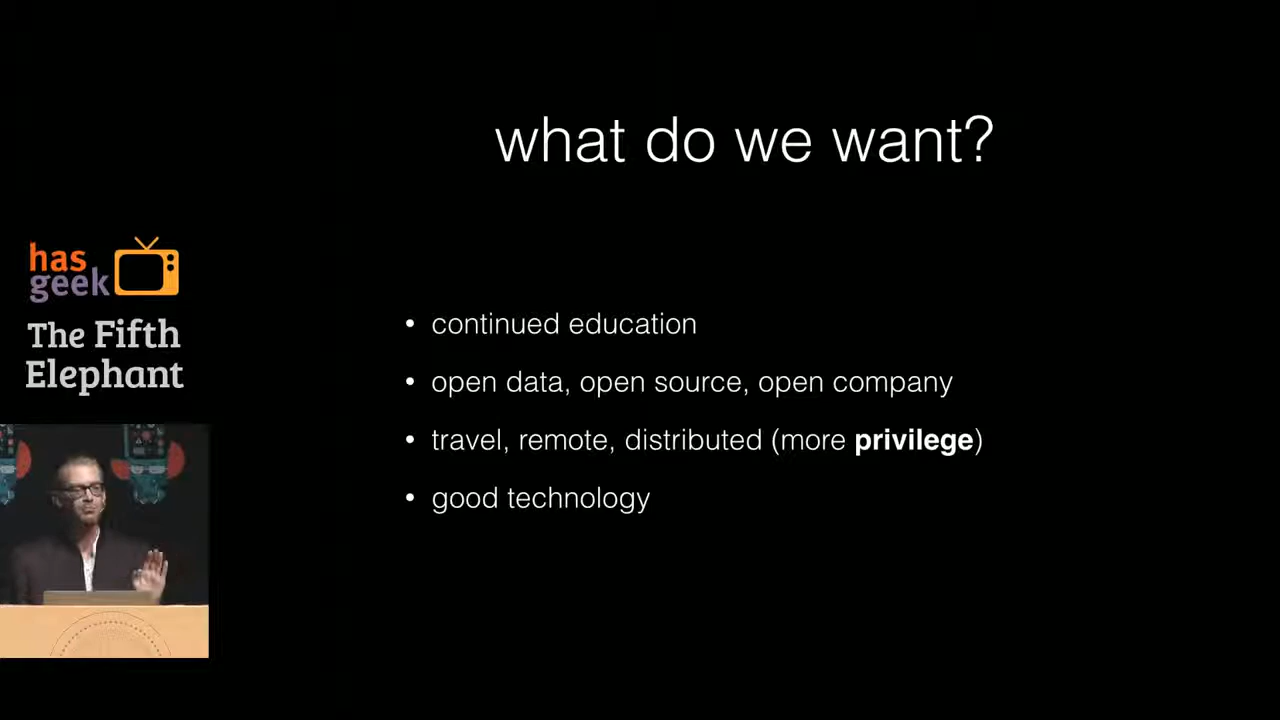 what do we want?
has
geek
The Fifth
Elephant
• continued education
• open data, open source, open company
• travel, remote, distributed (more privilege)
• good technology